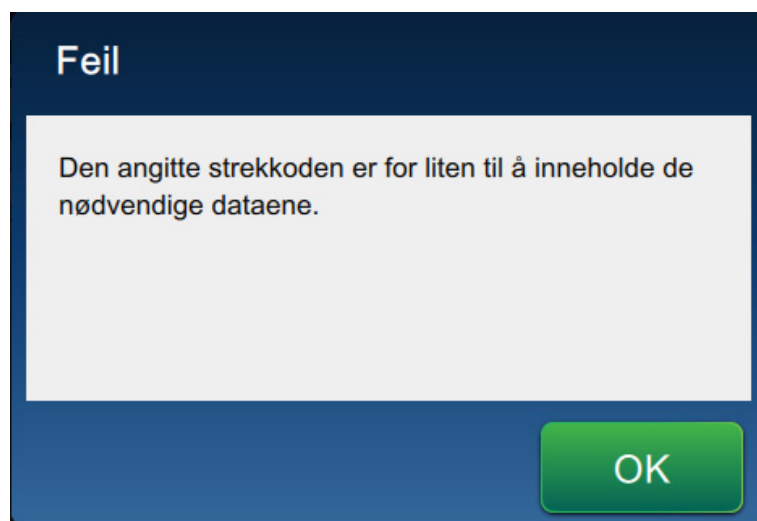 Feil
Den angitte strekkoden er for liten til å inneholde de
nødvendige dataene.
OK